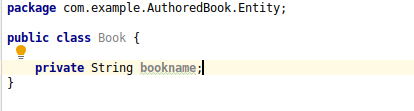 package com.example.AuthoredBook.Entity;
public class Book {
private String bookname;
}